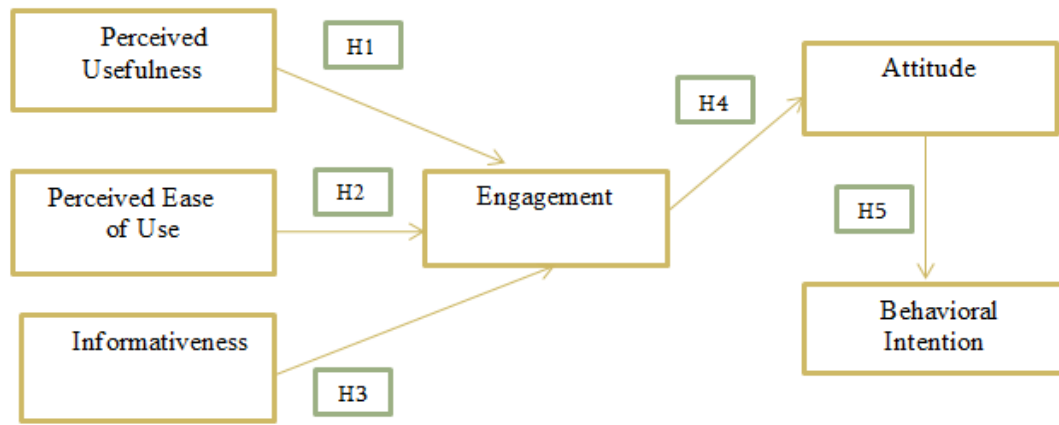 Perceived
Usefulness
H1
Attitude
H4
Perceived Ease
of Use
H2
Engagement
H5
Informativeness
H3
Behavioral
Intention